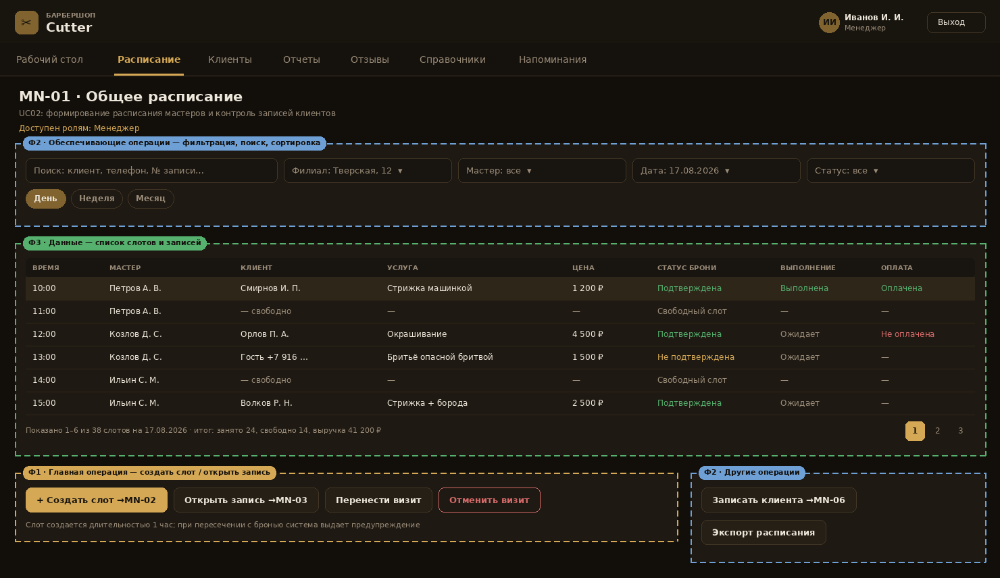 БАРБЕРШОП
Cutter
ИИ
Иванов И. И.
Менеджер
Выход
Рабочий стол
Расписание
Клиенты
Отчеты
Отзывы
Справочники
Напоминания
MN-01 · Общее расписание
UC02: формирование расписания мастеров и контроль записей клиентов
Доступен ролям: Менеджер
Ф2 · Обеспечивающие операции — фильтрация, поиск, сортировка
Поиск: клиент, телефон, № записи…
Филиал: Тверская, 12 ▾
Мастер: все ▾
Дата: 17.08.2026 ▾
Статус: все ▾
День
Неделя
Месяц
Ф3 · Данные — список слотов и записей
ВРЕМЯ МАСТЕР КЛИЕНТ УСЛУГА ЦЕНА СТАТУС БРОНИ ВЫПОЛНЕНИЕ ОПЛАТА
10:00 Петров А. В. Смирнов И. П. Стрижка машинкой 1 200 ₽ Подтверждена Выполнена Оплачена
11:00 Петров А. В. — свободно — — Свободный слот — —
12:00 Козлов Д. С. Орлов П. А. Окрашивание 4 500 ₽ Подтверждена Ожидает Не оплачена
13:00 Козлов Д. С. Гость +7 916 … Бритьё опасной бритвой 1 500 ₽ Не подтверждена Ожидает —
14:00 Ильин С. М. — свободно — — Свободный слот — —
15:00 Ильин С. М. Волков Р. Н. Стрижка + борода 2 500 ₽ Подтверждена Ожидает —
Показано 1–6 из 38 слотов на 17.08.2026 · итог: занято 24, свободно 14, выручка 41 200 ₽
1 2 3
Ф1 · Главная операция — создать слот / открыть запись
+ Создать слот →MN-02
Открыть запись →MN-03
Перенести визит
Отменить визит
Слот создается длительностью 1 час; при пересечении с бронью система выдает предупреждение
Ф2 · Другие операции
Записать клиента →MN-06
Экспорт расписания